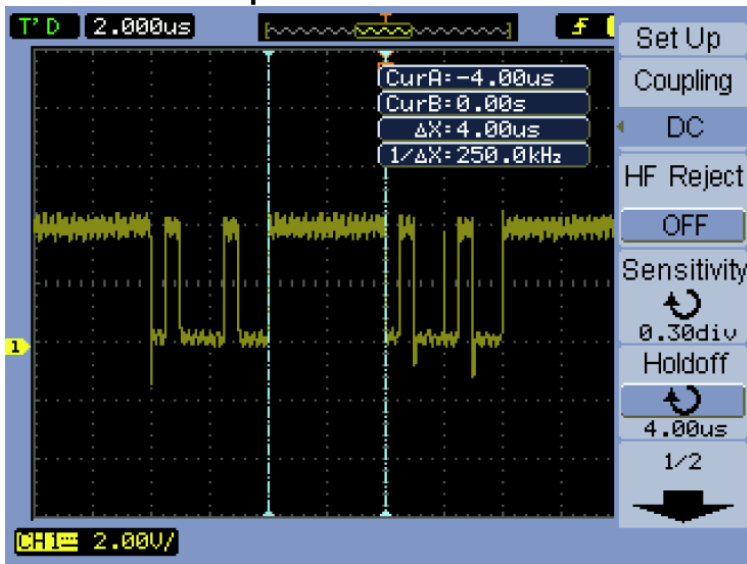 T' D 2.000us
T
CurA:-4.00us
CurB:0.00s
ΔX:4.00us
1/ΔX:250.0kHz
1
CH1 2.00V/
Set Up
Coupling
DC
HF Reject
OFF
Sensitivity
0.30div
Holdoff
4.00us
1/2